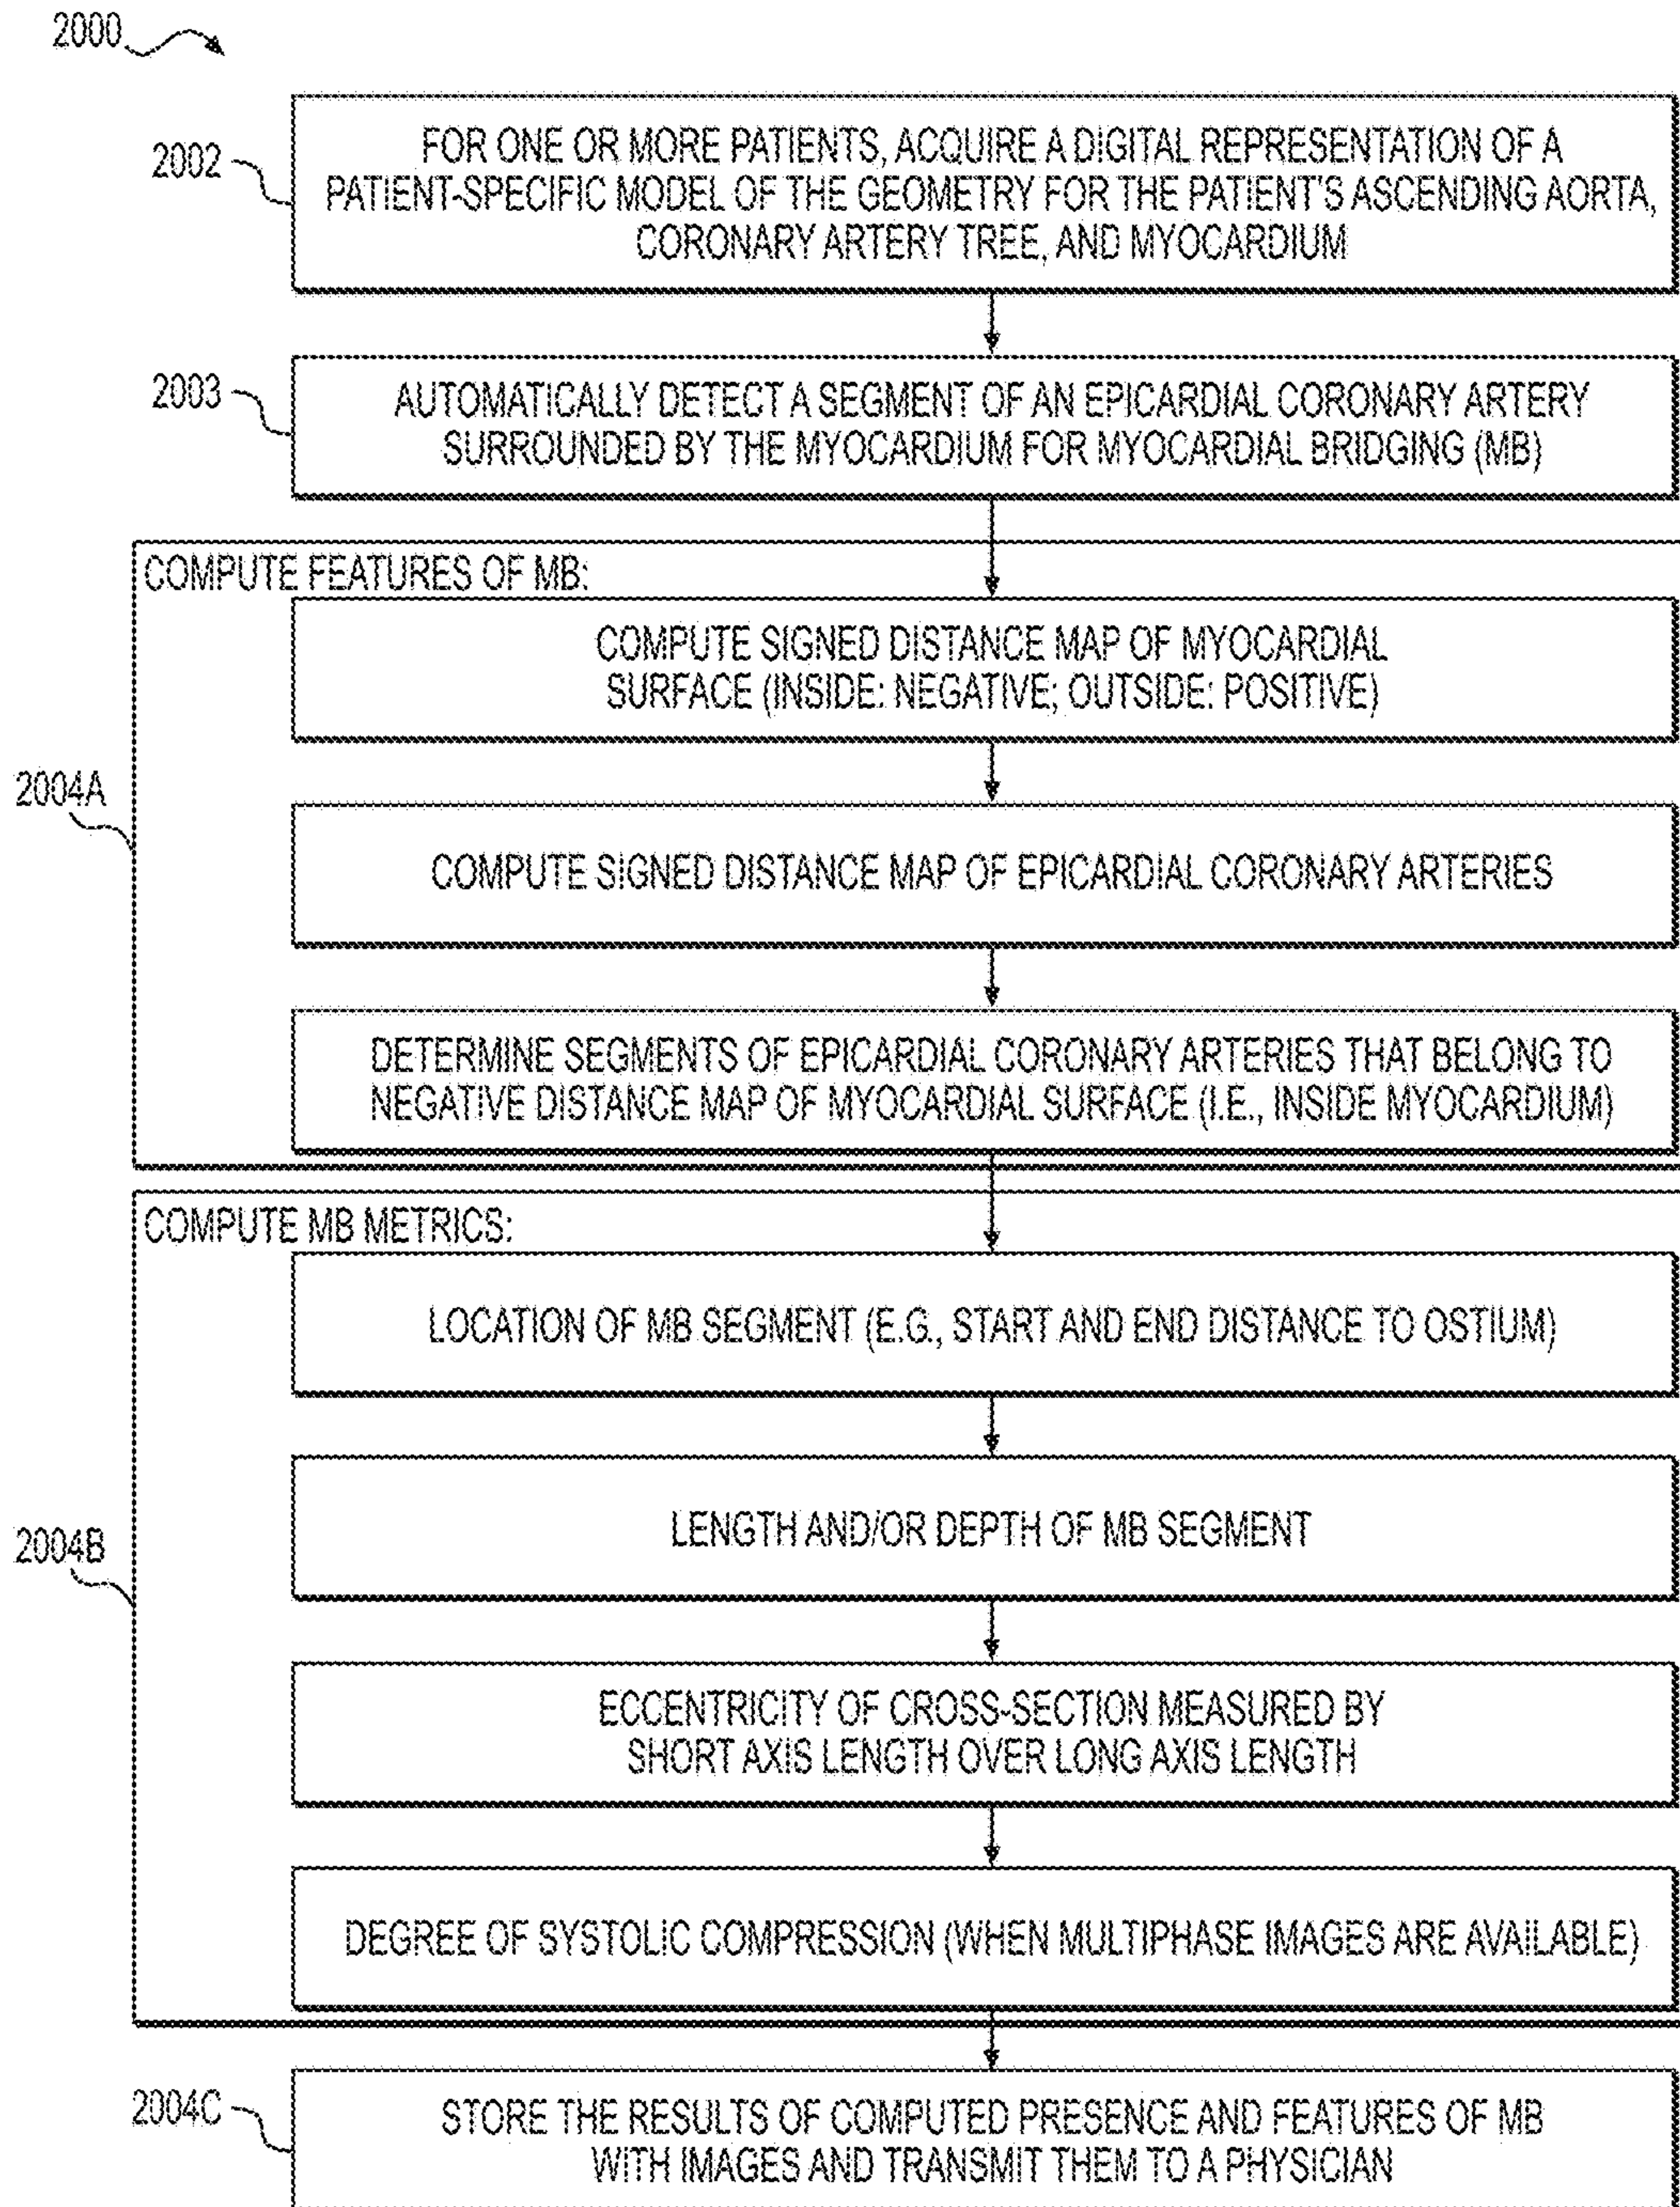 2000
2002
FOR ONE OR MORE PATIENTS, ACQUIRE A DIGITAL REPRESENTATION OF A
PATIENT-SPECIFIC MODEL OF THE GEOMETRY FOR THE PATIENT'S ASCENDING AORTA,
CORONARY ARTERY TREE, AND MYOCARDIUM
2003
AUTOMATICALLY DETECT A SEGMENT OF AN EPICARDIAL CORONARY ARTERY
SURROUNDED BY THE MYOCARDIUM FOR MYOCARDIAL BRIDGING (MB)
2004A
COMPUTE FEATURES OF MB:
COMPUTE SIGNED DISTANCE MAP OF MYOCARDIAL
SURFACE (INSIDE: NEGATIVE; OUTSIDE: POSITIVE)
COMPUTE SIGNED DISTANCE MAP OF EPICARDIAL CORONARY ARTERIES
DETERMINE SEGMENTS OF EPICARDIAL CORONARY ARTERIES THAT BELONG TO
NEGATIVE DISTANCE MAP OF MYOCARDIAL SURFACE (I.E., INSIDE MYOCARDIUM)
2004B
COMPUTE MB METRICS:
LOCATION OF MB SEGMENT (E.G., START AND END DISTANCE TO OSTIUM)
LENGTH AND/OR DEPTH OF MB SEGMENT
ECCENTRICITY OF CROSS-SECTION MEASURED BY
SHORT AXIS LENGTH OVER LONG AXIS LENGTH
DEGREE OF SYSTOLIC COMPRESSION (WHEN MULTIPHASE IMAGES ARE AVAILABLE)
2004C
STORE THE RESULTS OF COMPUTED PRESENCE AND FEATURES OF MB
WITH IMAGES AND TRANSMIT THEM TO A PHYSICIAN